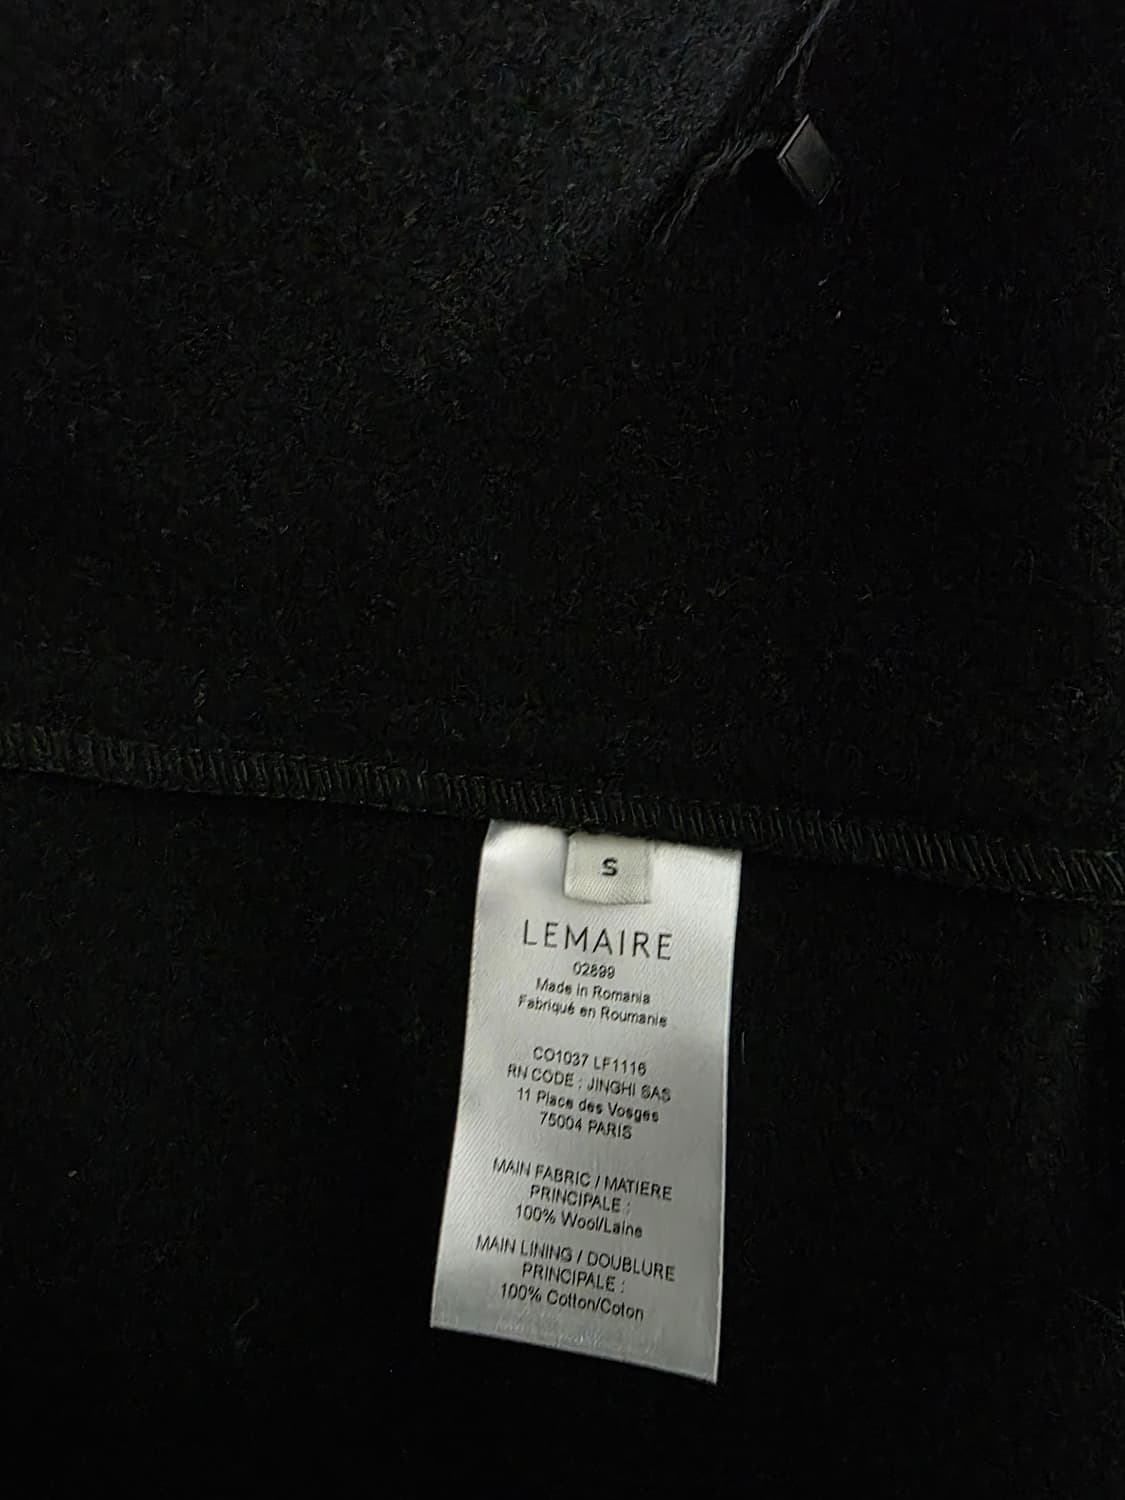 S
LEMAIRE
02899
Made in Romania
Fabriqué en Roumanie
CO1037 LF1116
RN CODE : JINGHI SAS
11 Place des Vosges
75004 PARIS
MAIN FABRIC / MATIERE
PRINCIPALE :
100% Wool/Laine
MAIN LINING / DOUBLURE
PRINCIPALE :
100% Cotton/Coton